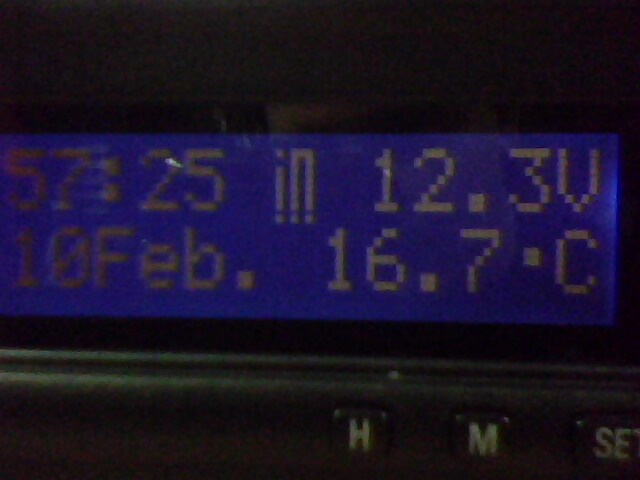 57:25 in 12.3V
10Feb. 16.7°C
H M SET